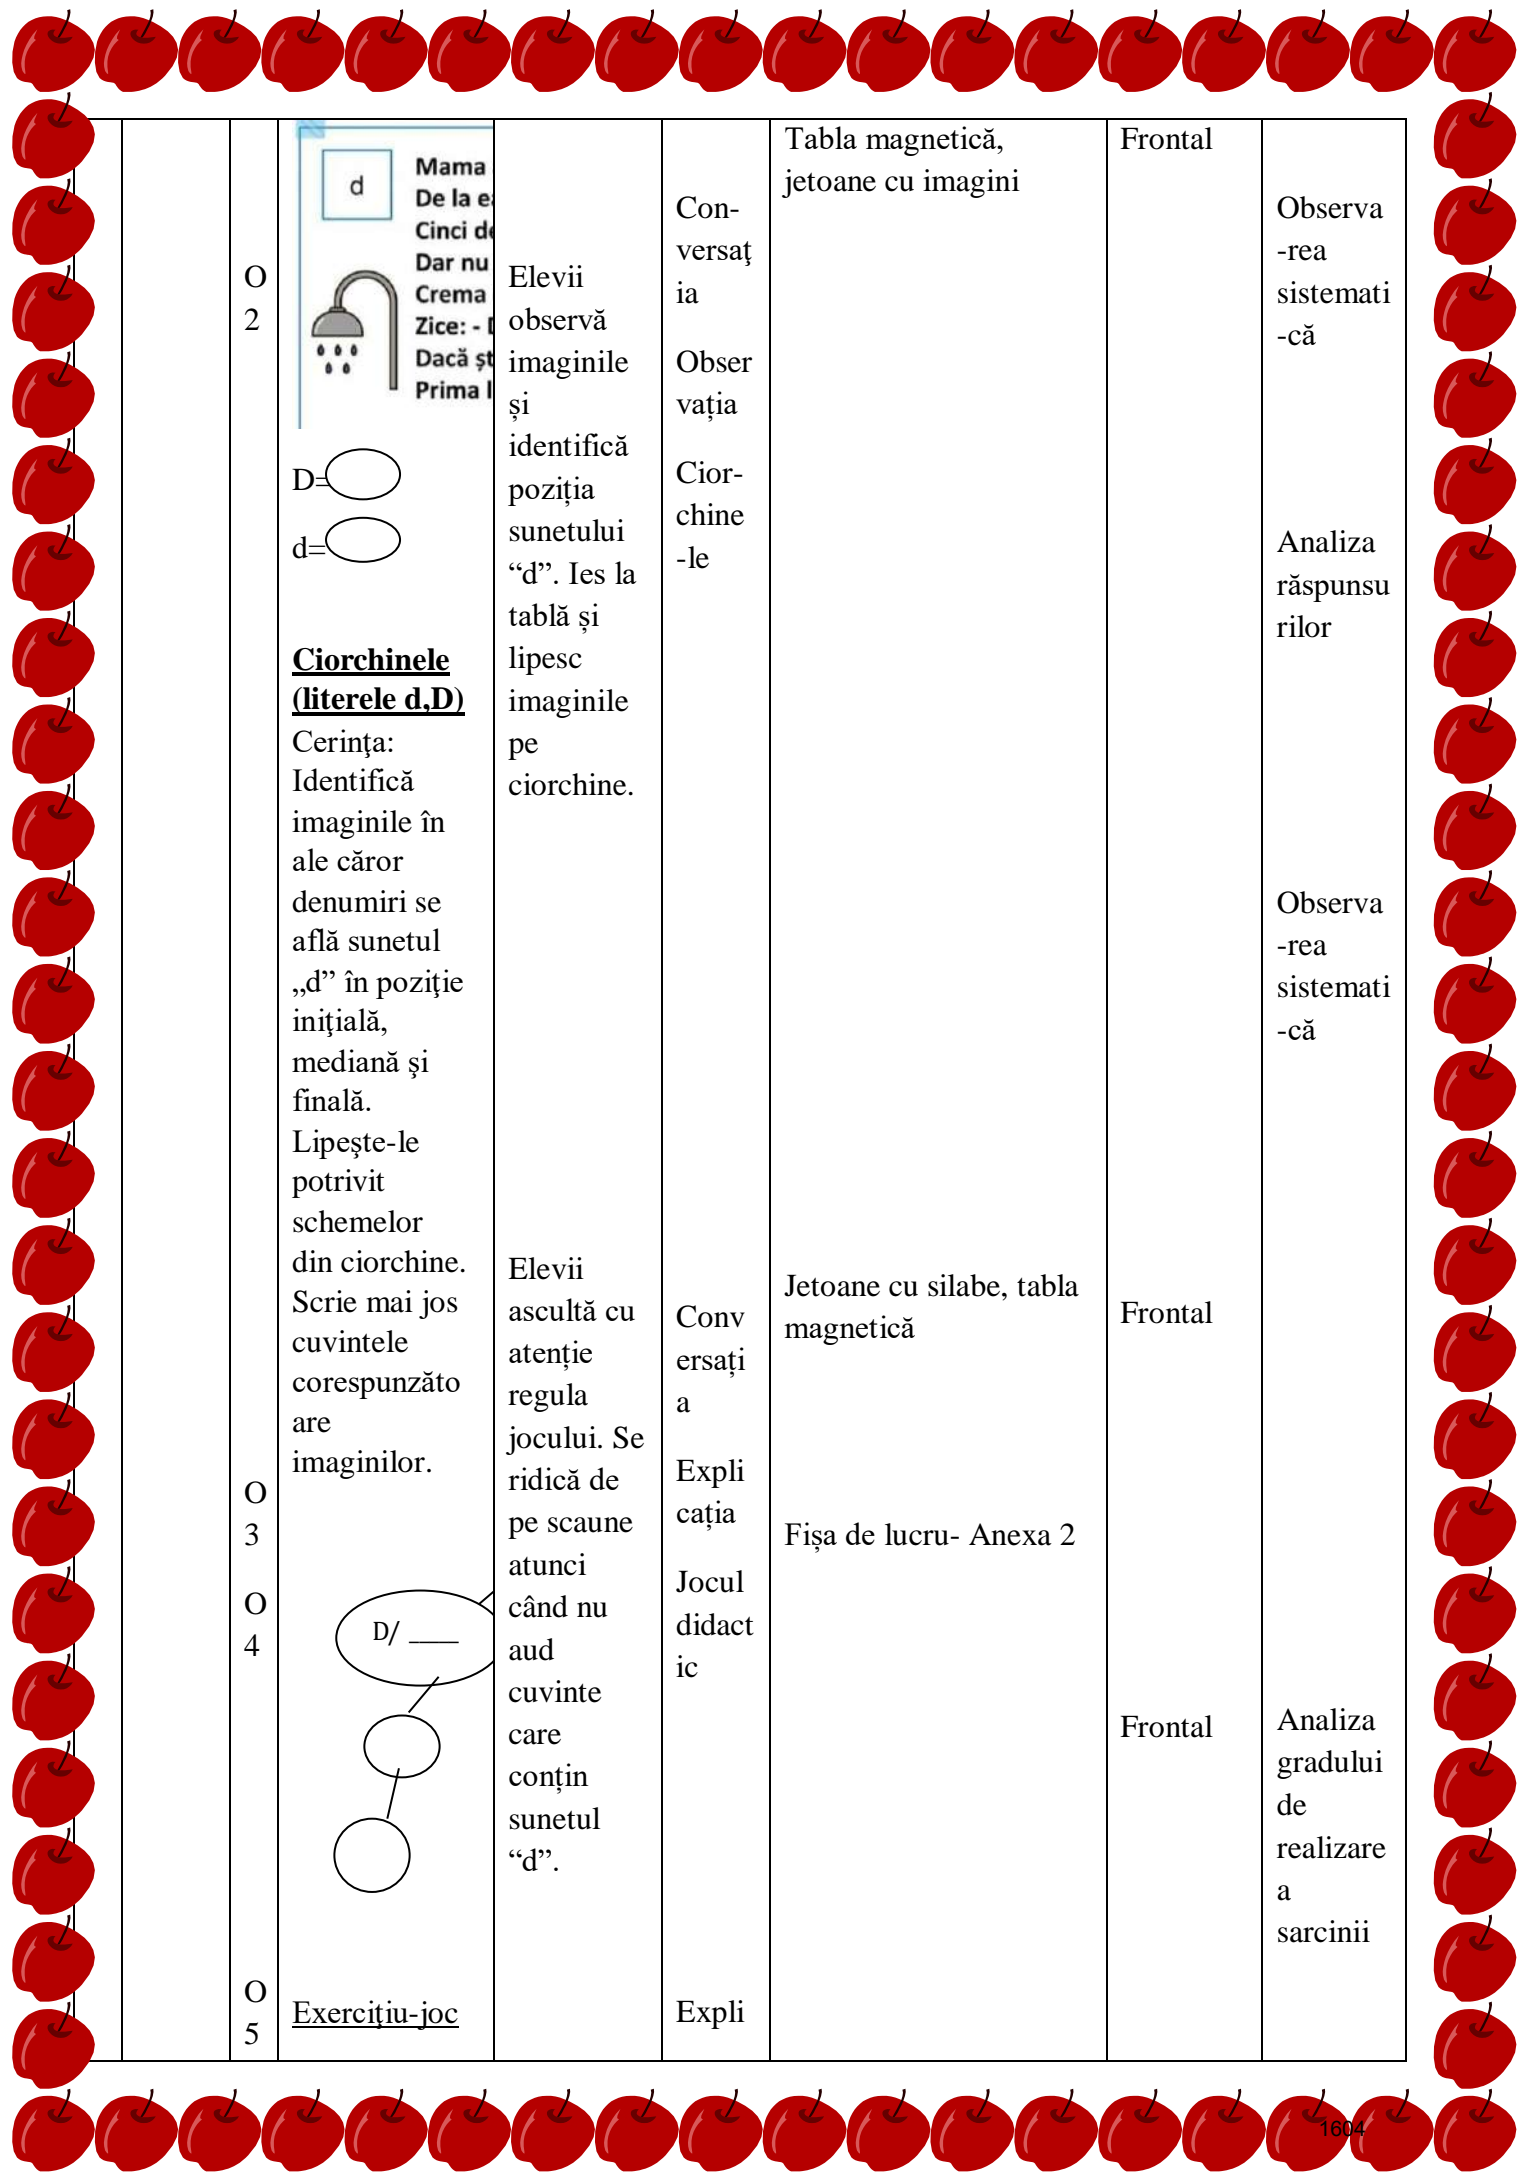 O
2
O
3
O
4
O
5
d
Mama
De la
Cinci
Dar nu
Crema
Zice: -
Dacă
Prima
D=
d=
Ciorchinele
(literele d,D)
Cerinţa:
Identifică
imaginile în
ale căror
denumiri se
află sunetul
„d” în poziţie
iniţială,
mediană şi
finală.
Lipeşte-le
potrivit
schemelor
din ciorchine.
Scrie mai jos
cuvintele
corespunzăto
are
imaginilor.
D/ ____
Exerciţiu-joc
Elevii
observă
imaginile
și
identifică
poziția
sunetului
“d”. Ies la
tablă și
lipesc
imaginile
pe
ciorchine.
Elevii
ascultă cu
atenție
regula
jocului. Se
ridică de
pe scaune
atunci
când nu
aud
cuvinte
care
conțin
sunetul
“d”.
Con-
versaţ
ia
Obser
vația
Cior-
chine
-le
Conv
ersați
a
Expli
cația
Jocul
didact
ic
Expli
Tabla magnetică,
jetoane cu imagini
Jetoane cu silabe, tabla
magnetică
Fișa de lucru- Anexa 2
Frontal
Frontal
Frontal
Observa
-rea
sistemati
-că
Analiza
răspunsu
rilor
Observa
-rea
sistemati
-că
Analiza
gradului
de
realizare
a
sarcinii
1604